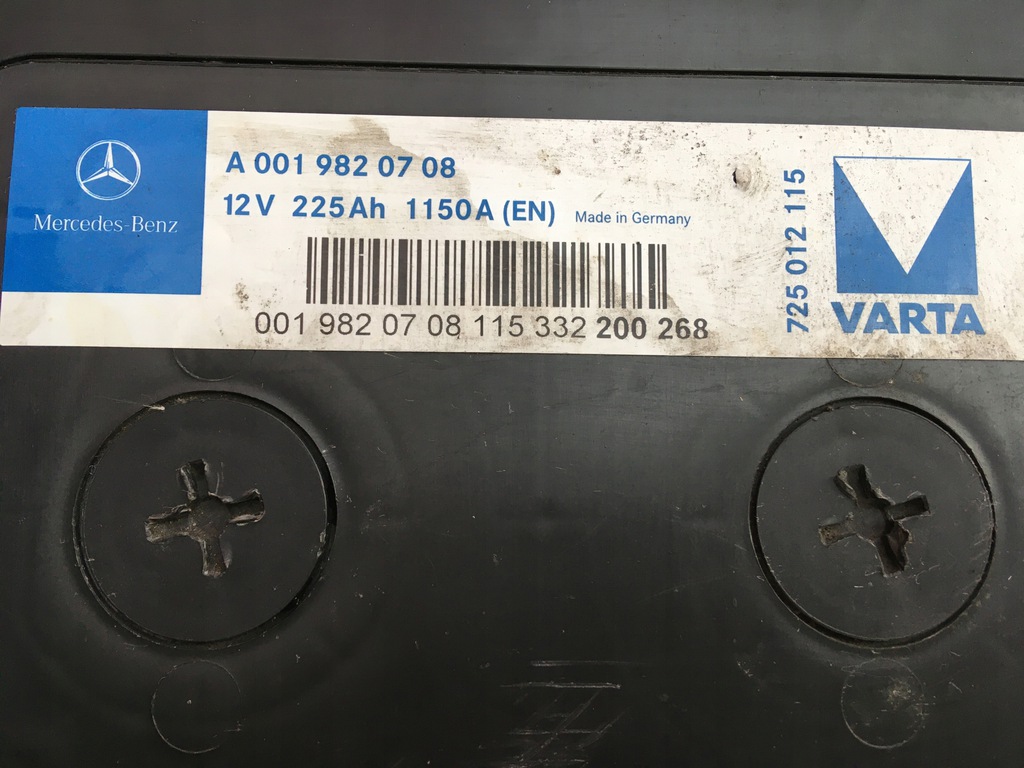 Mercedes-Benz
A 001 982 07 08
12V 225Ah 1150A (EN) Made in Germany
001 982 07 08 115 332 200 268
725 012 115
VARTA